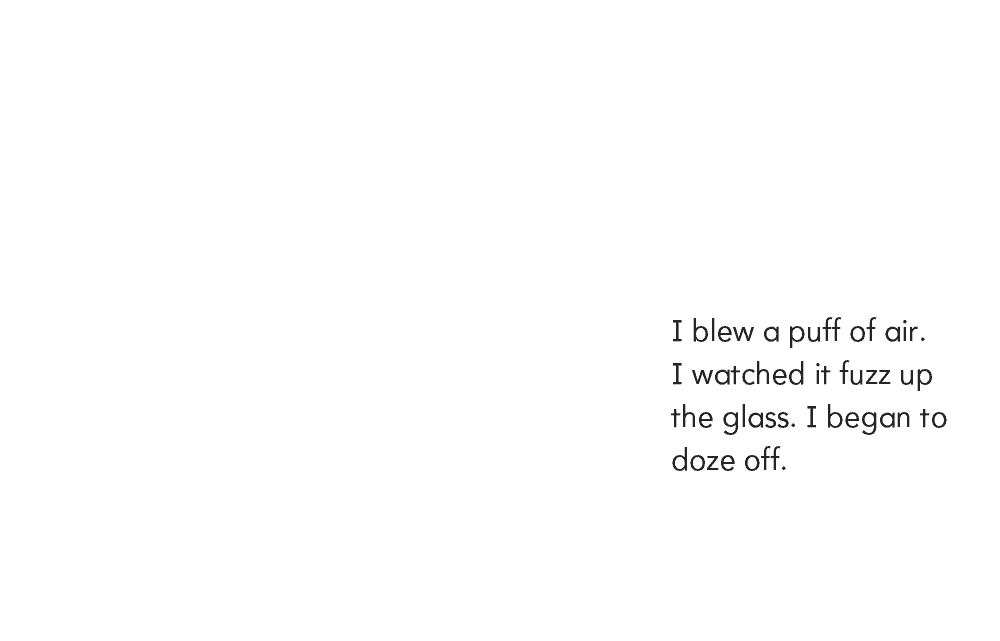 I blew a puff of air.
I watched it fuzz up
the glass. I began to
doze off.